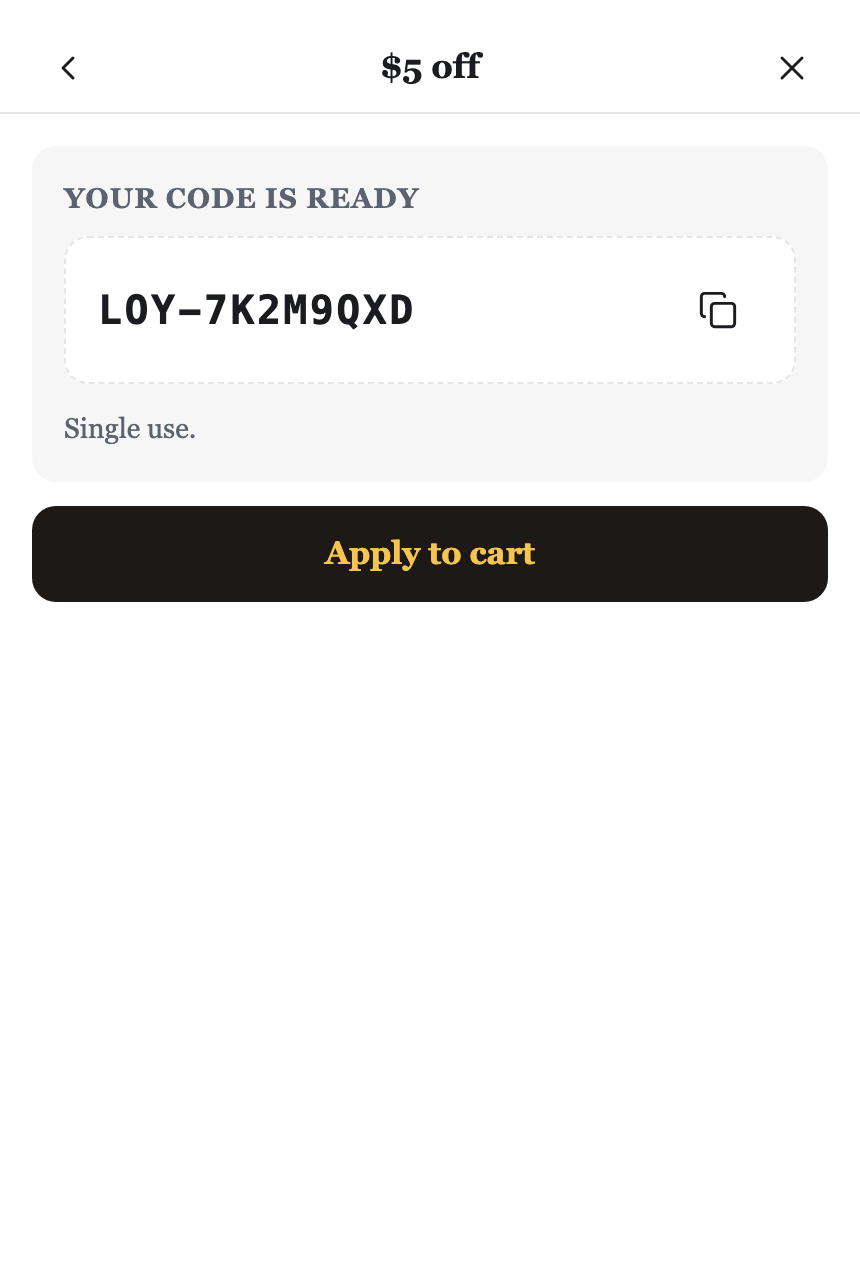 $5 off
YOUR CODE IS READY
LOY-7K2M9QXD
Single use.
Apply to cart